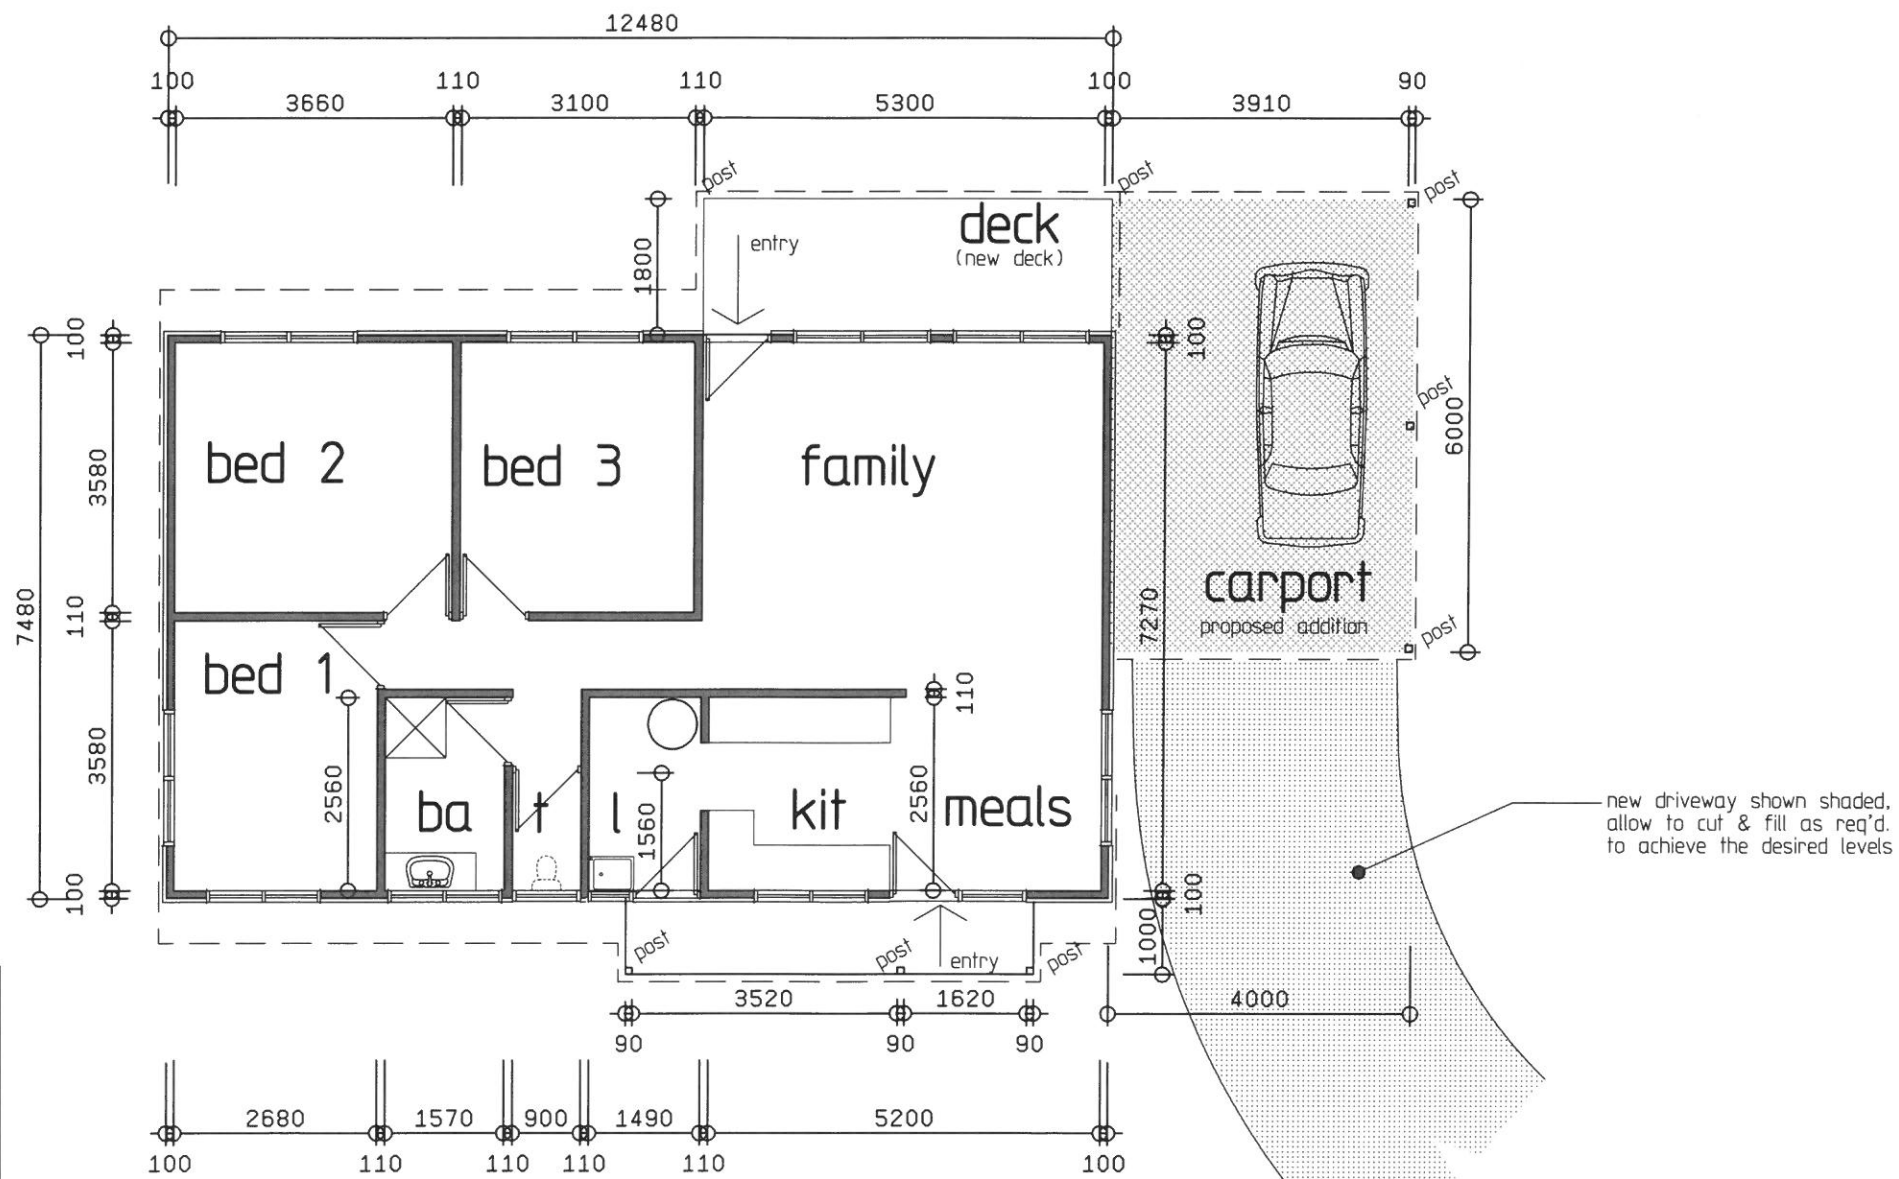 12480
100 110 110 100 90
3660 3100 5300 3910
post post post
deck
(new deck)
entry
1800
100
100
bed 2
bed 3
family
post
6000
3580
carport
proposed addition
post
7480
110
7270
bed 1
110
3580
2560
ba
t
l
1560
kit
2560
meals
new driveway shown shaded,
allow to cut & fill as req'd.
to achieve the desired levels
100
100
1000
post
post
entry
post
3520 1620 4000
90 90 90
2680 1570 900 1490 5200
100 110 110 110 110 100